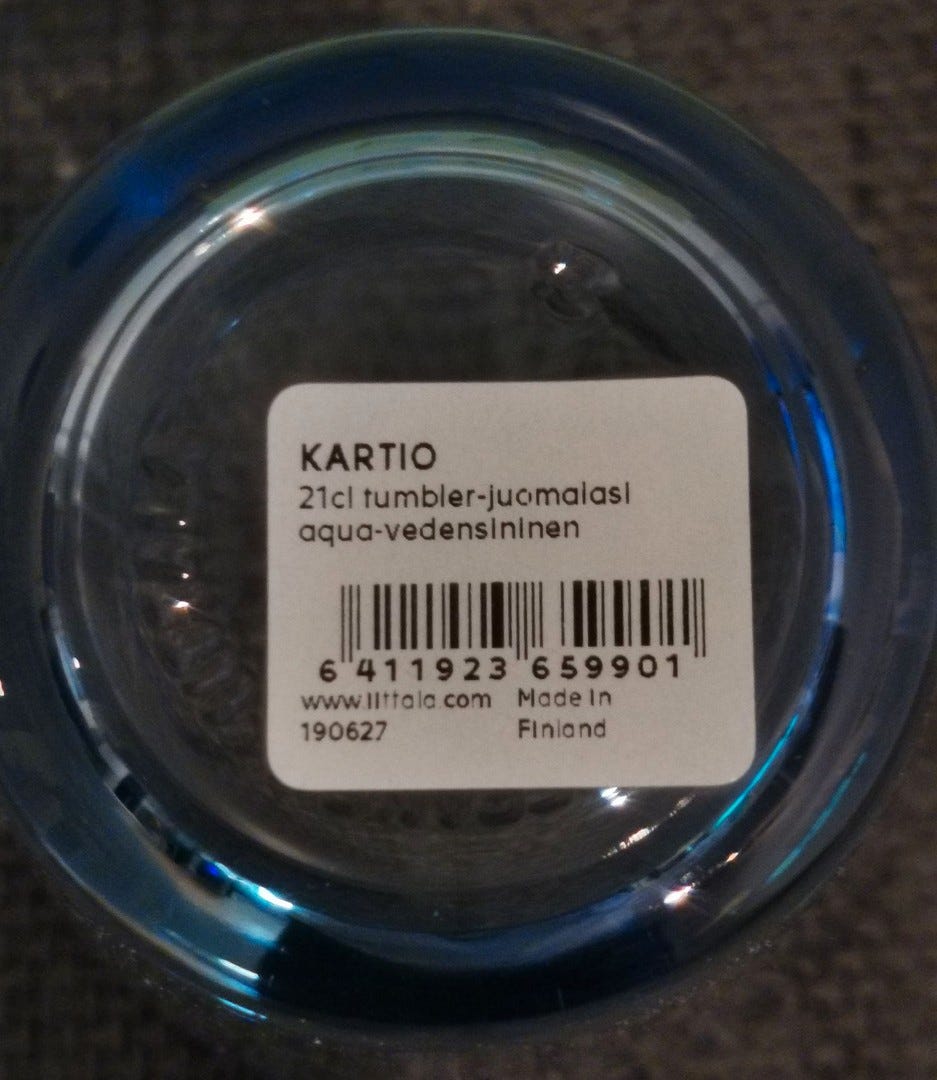 KARTIO
21cl tumbler-juomalasi
aqua-vedensininen
6 411923 659901
www.iittala.com Made in
190627 Finland